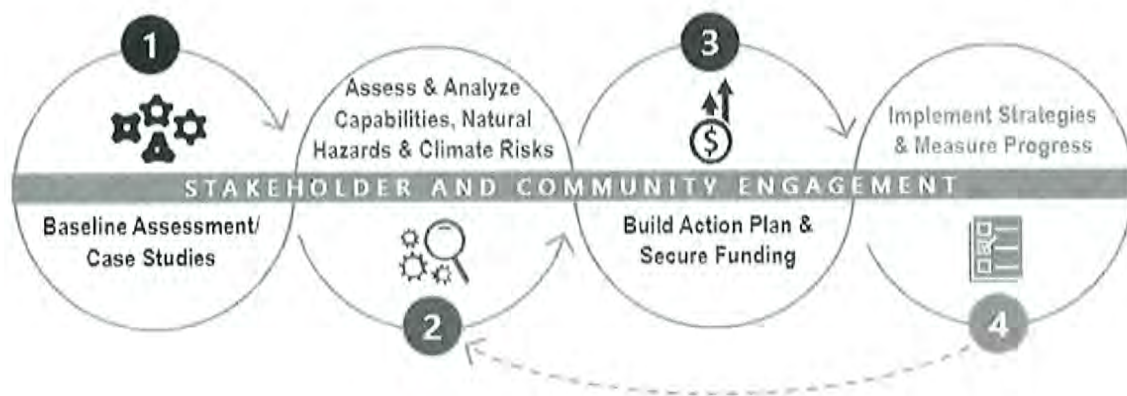 1
Baseline Assessment/
Case Studies
Assess & Analyze
Capabilities, Natural
Hazards & Climate Risks
2
3
$
Build Action Plan &
Secure Funding
Implement Strategies
& Measure Progress
4
STAKEHOLDER AND COMMUNITY ENGAGEMENT